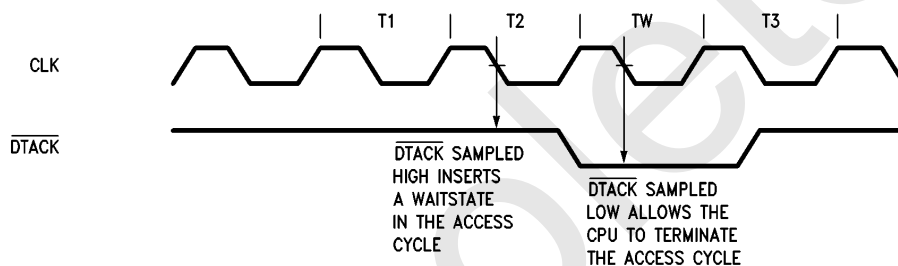 T1 T2 TW T3
CLK
DTACK
DTACK SAMPLED
HIGH INSERTS
A WAITSTATE
IN THE ACCESS
CYCLE
DTACK SAMPLED
LOW ALLOWS THE
CPU TO TERMINATE
THE ACCESS CYCLE